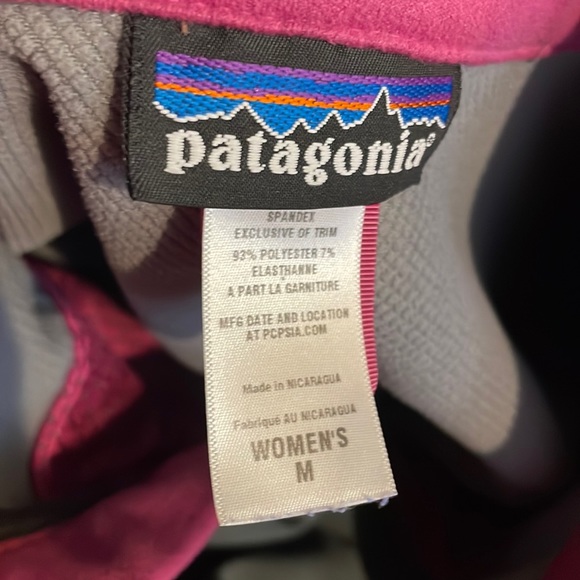 patagonia®
SPANDEX
EXCLUSIVE OF TRIM
93% POLYESTER 7%
ELASTHANNE
A PART LA GARNITURE
MFG DATE AND LOCATION
AT PCPSIA.COM
Made in NICARAGUA
Fabriqué AU NICARAGUA
WOMEN'S
M